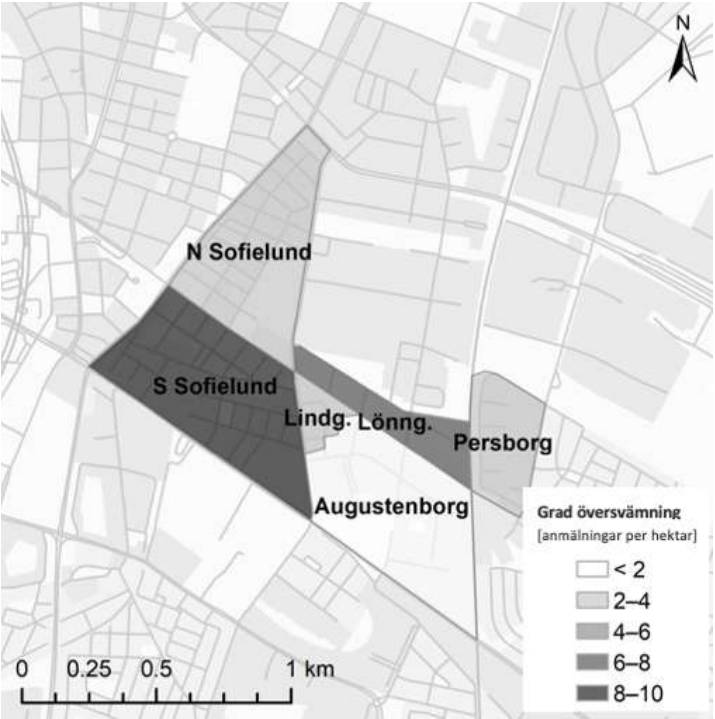 N
N Sofielund
S Sofielund
Lindg. Lönng.
Persborg
Augustenborg
Grad översvämning
[anmälningar per hektar]
< 2
2–4
4–6
6–8
8–10
0 0.25 0.5 1 km